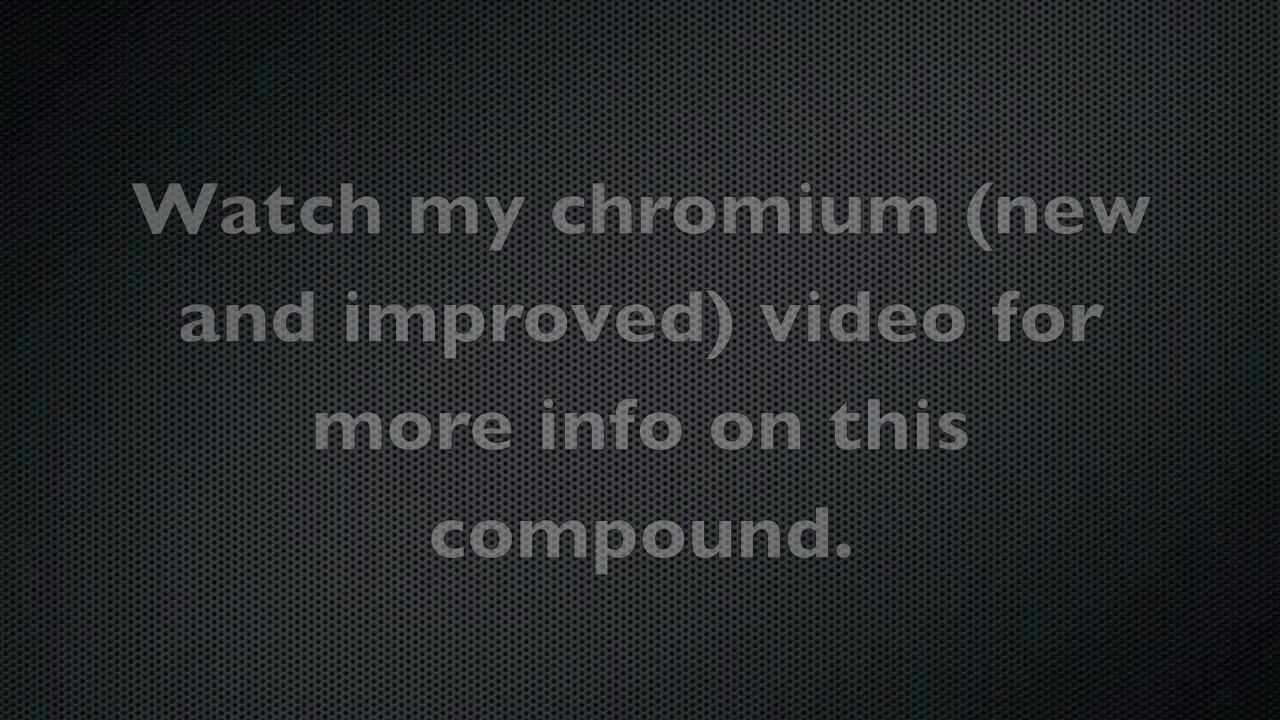 Watch my chromium (new
and improved) video for
more info on this
compound.